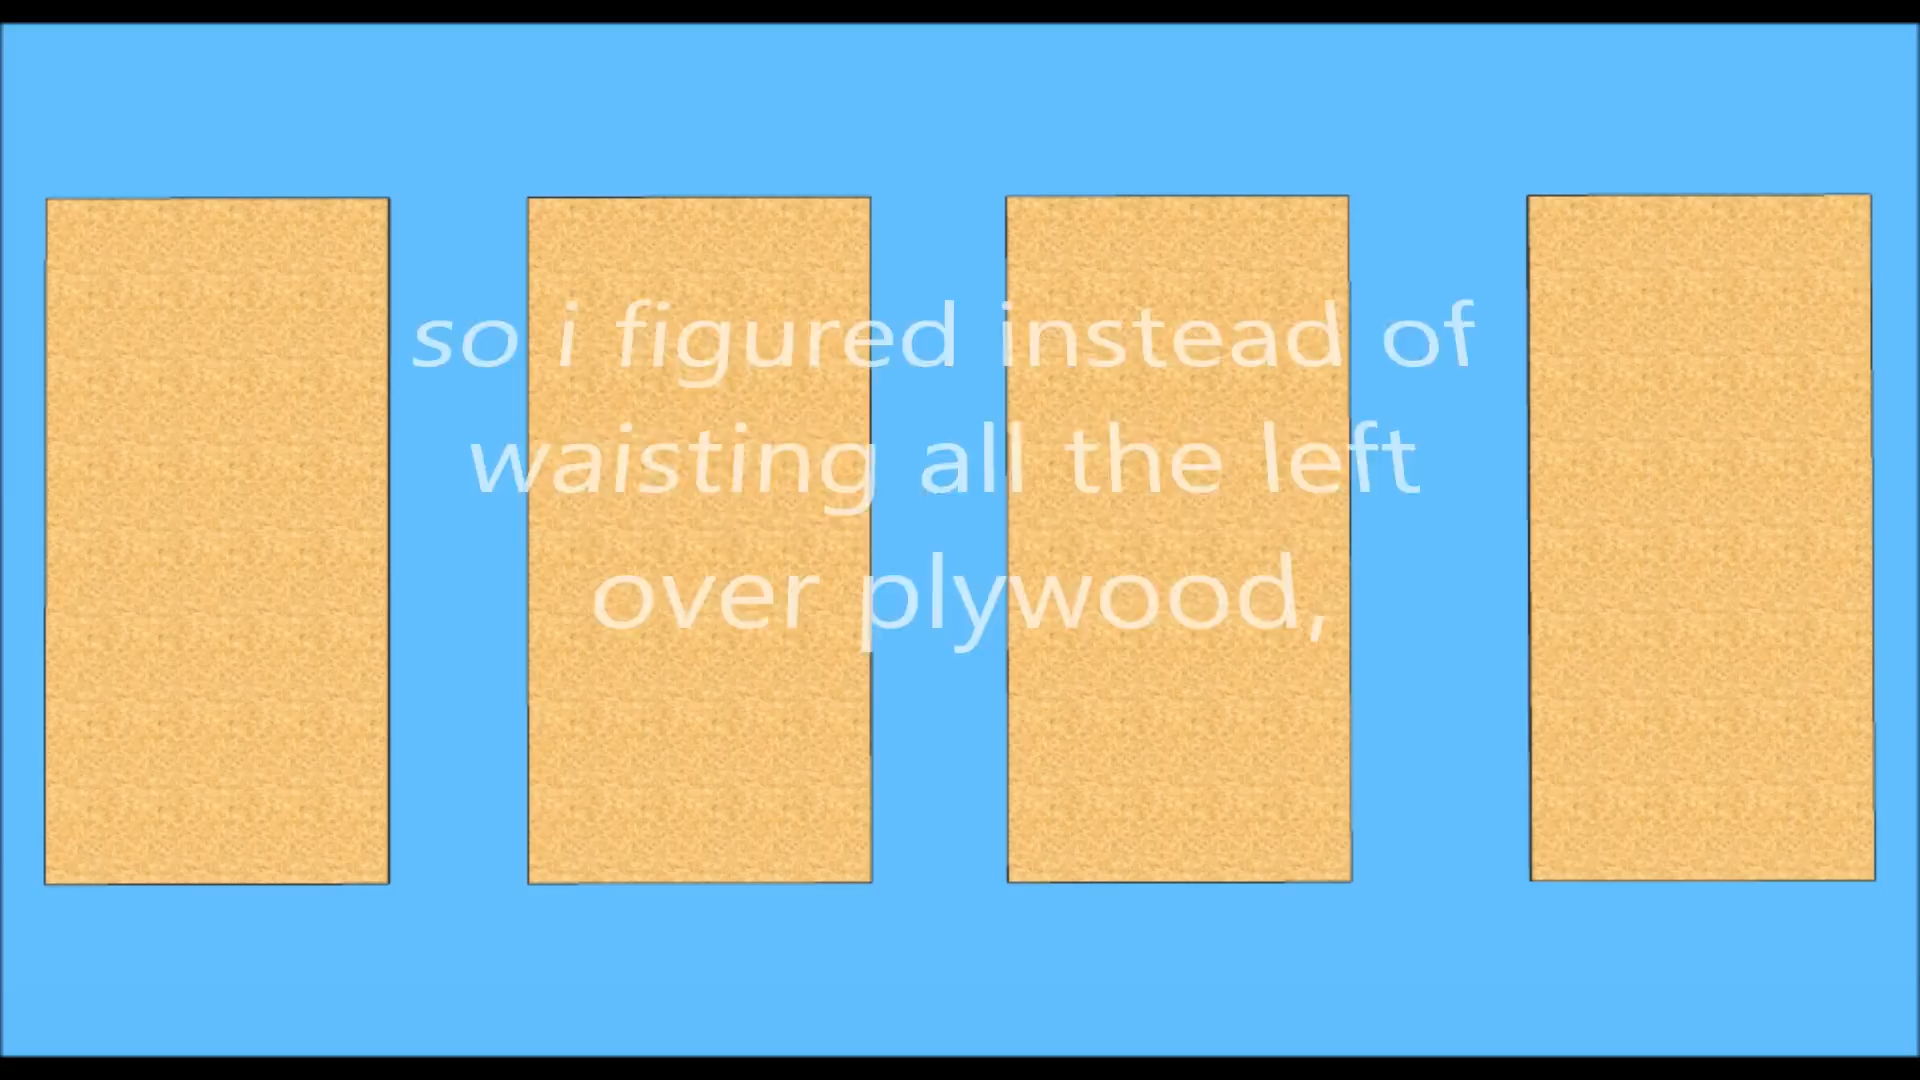 so i figured instead of
waisting all the left
over plywood,